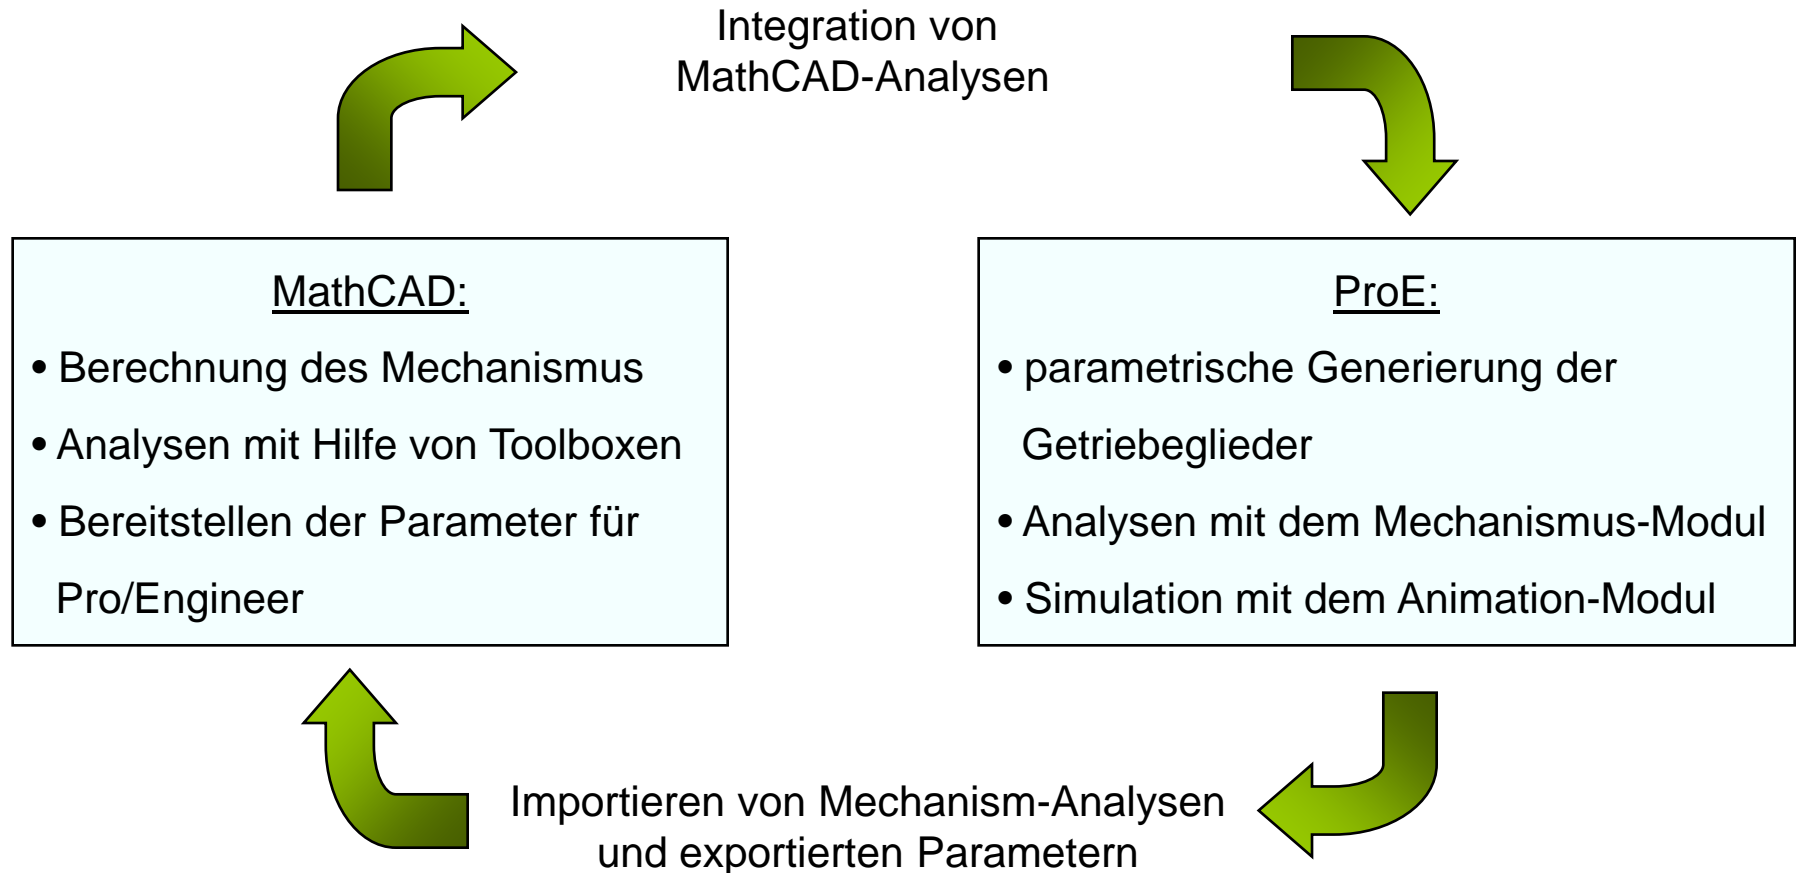 Integration von
MathCAD-Analysen
MathCAD:
• Berechnung des Mechanismus
• Analysen mit Hilfe von Toolboxen
• Bereitstellen der Parameter für
Pro/Engineer
ProE:
• parametrische Generierung der
Getriebeglieder
• Analysen mit dem Mechanismus-Modul
• Simulation mit dem Animation-Modul
Importieren von Mechanism-Analysen
und exportierten Parametern